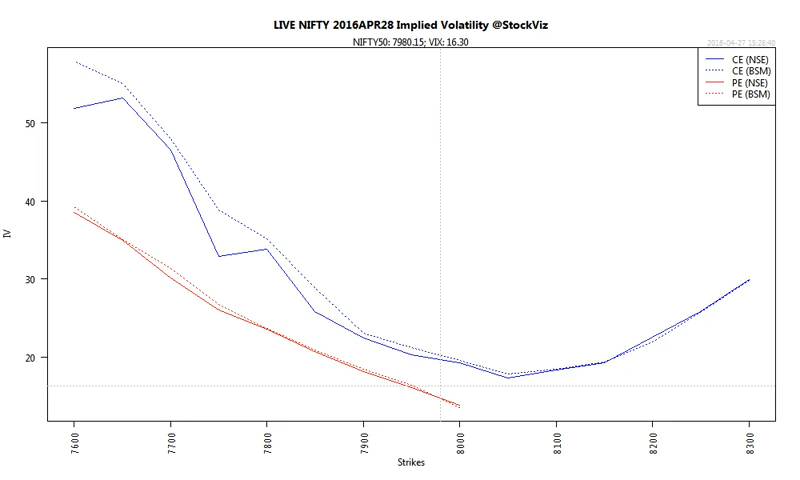 LIVE NIFTY 2016APR28 Implied Volatility @StockViz
NIFTY50: 7980.15; VIX: 16.30
2016-04-27 15:28:40
CE (NSE)
CE (BSM)
PE (NSE)
PE (BSM)
50
40
30
20
IV
7600
7700
7800
7900
8000
8100
8200
8300
Strikes